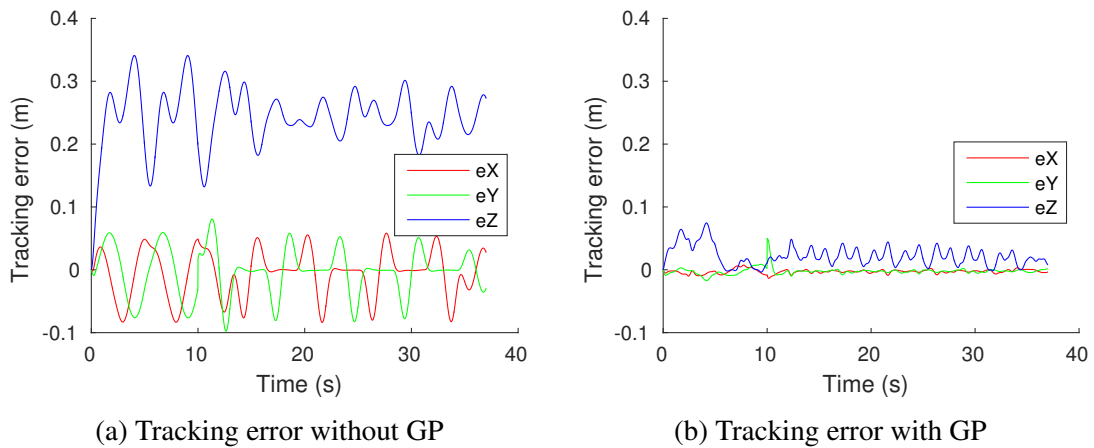 0.4
0.3
0.2
0.1
0
-0.1
Tracking error (m)
0
10
20
30
40
Time (s)
eX
eY
eZ
(a) Tracking error without GP
0.4
0.3
0.2
0.1
0
-0.1
Tracking error (m)
0
10
20
30
40
Time (s)
eX
eY
eZ
(b) Tracking error with GP